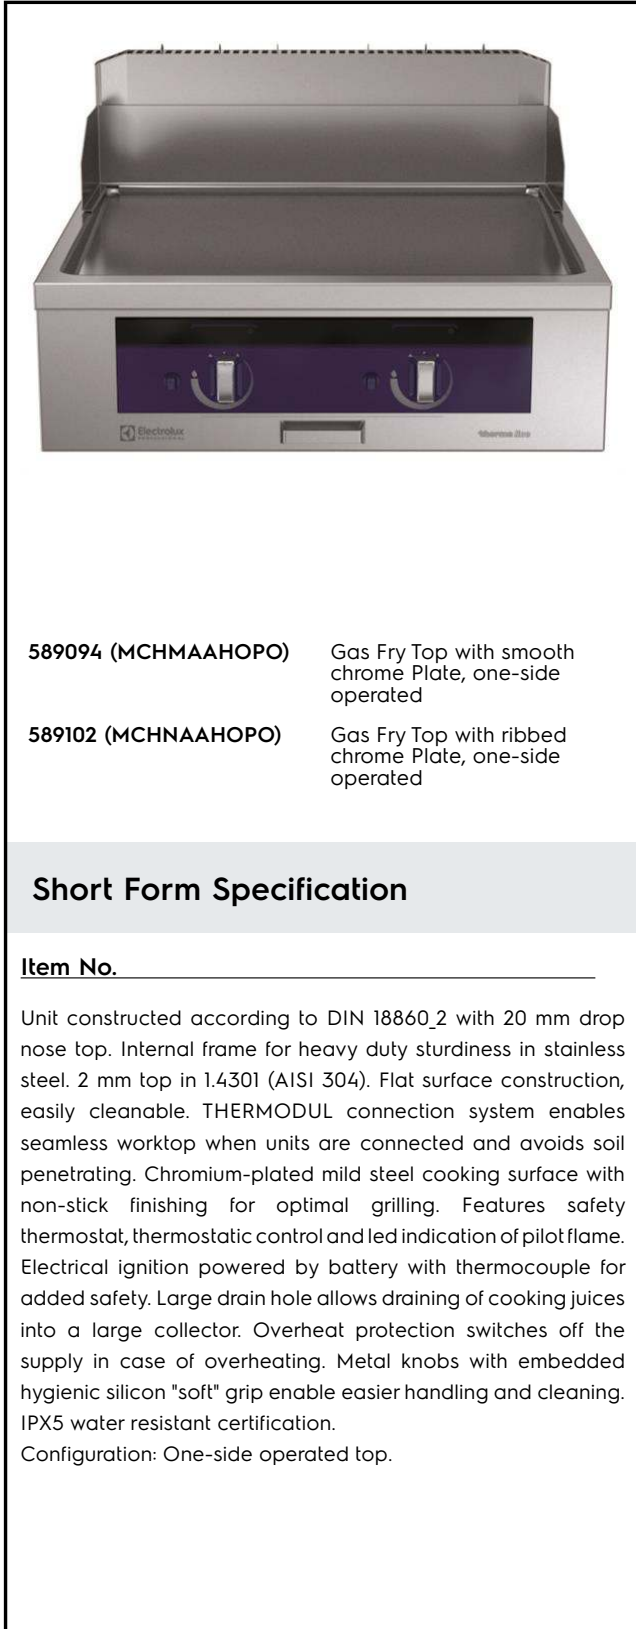 Electrolux
PROFESSIONAL
thermaline
589094 (MCHMAAHOPO)
Gas Fry Top with smooth
chrome Plate, one-side
operated
589102 (MCHNAAHOPO)
Gas Fry Top with ribbed
chrome Plate, one-side
operated
Short Form Specification
Item No.
Unit constructed according to DIN 18860_2 with 20 mm drop
nose top. Internal frame for heavy duty sturdiness in stainless
steel. 2 mm top in 1.4301 (AISI 304). Flat surface construction,
easily cleanable. THERMODUL connection system enables
seamless worktop when units are connected and avoids soil
penetrating. Chromium-plated mild steel cooking surface with
non-stick finishing for optimal grilling. Features safety
thermostat, thermostatic control and led indication of pilot flame.
Electrical ignition powered by battery with thermocouple for
added safety. Large drain hole allows draining of cooking juices
into a large collector. Overheat protection switches off the
supply in case of overheating. Metal knobs with embedded
hygienic silicon "soft" grip enable easier handling and cleaning.
IPX5 water resistant certification.
Configuration: One-side operated top.